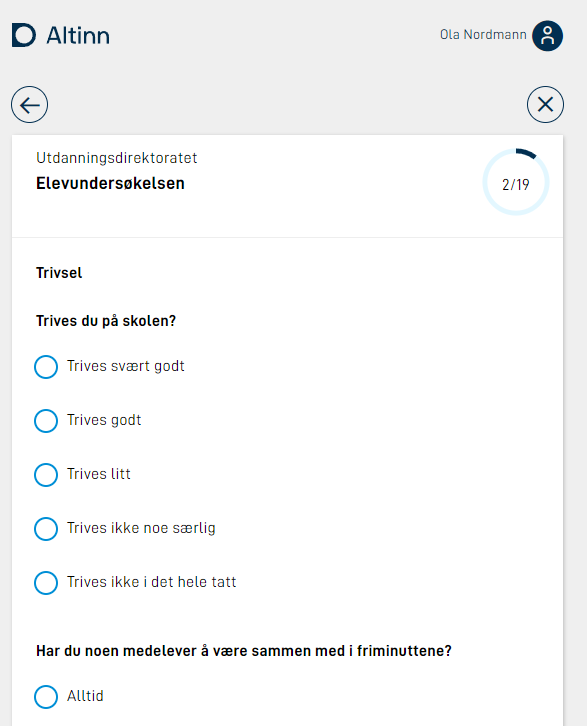 Altinn
Ola Nordmann
Utdanningsdirektoratet
Elevundersøkelsen
2/19
Trivsel
Trives du på skolen?
Trives svært godt
Trives godt
Trives litt
Trives ikke noe særlig
Trives ikke i det hele tatt
Har du noen medelever å være sammen med i friminuttene?
Alltid